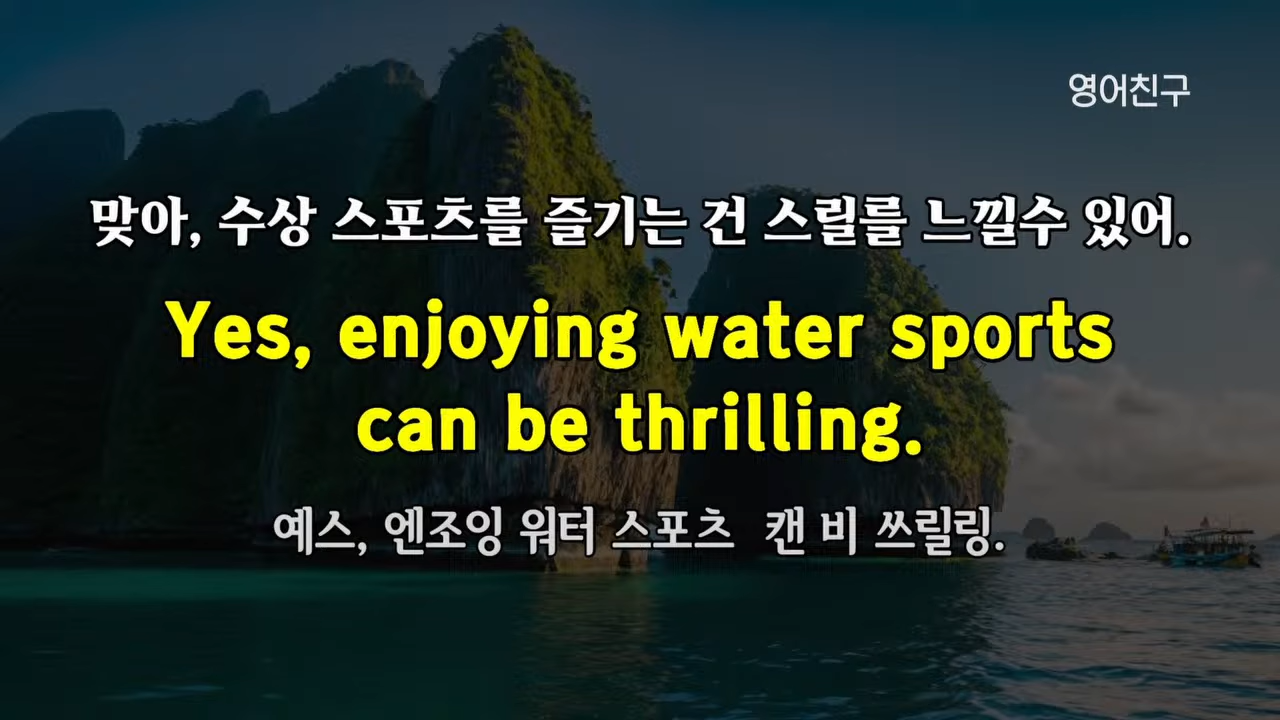 영어친구
맞아, 수상 스포츠를 즐기는 건 스릴를 느낄수 있어.
Yes, enjoying water sports
can be thrilling.
예스, 엔조잉 워터 스포츠 캔 비 쓰릴링.